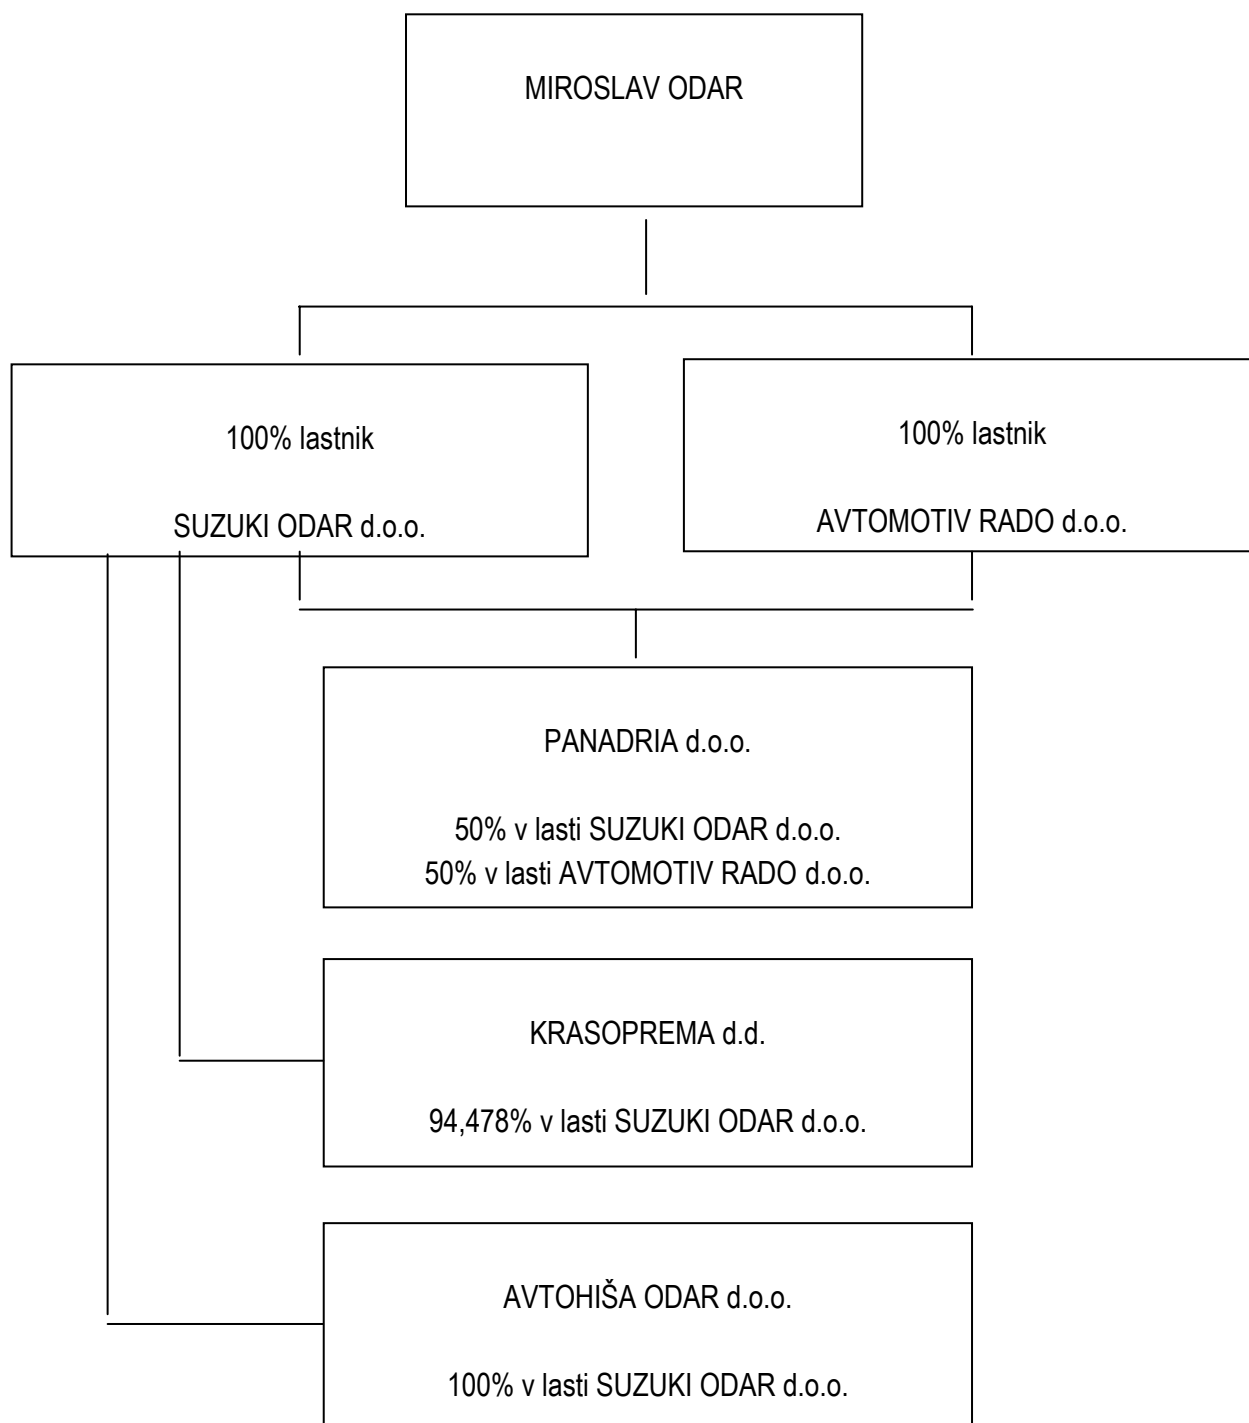 MIROSLAV ODAR
100% lastnik
SUZUKI ODAR d.o.o.
100% lastnik
AVTOMOTIV RADO d.o.o.
PANADRIA d.o.o.
50% v lasti SUZUKI ODAR d.o.o.
50% v lasti AVTOMOTIV RADO d.o.o.
KRASOPREMA d.d.
94,478% v lasti SUZUKI ODAR d.o.o.
AVTOHIŠA ODAR d.o.o.
100% v lasti SUZUKI ODAR d.o.o.